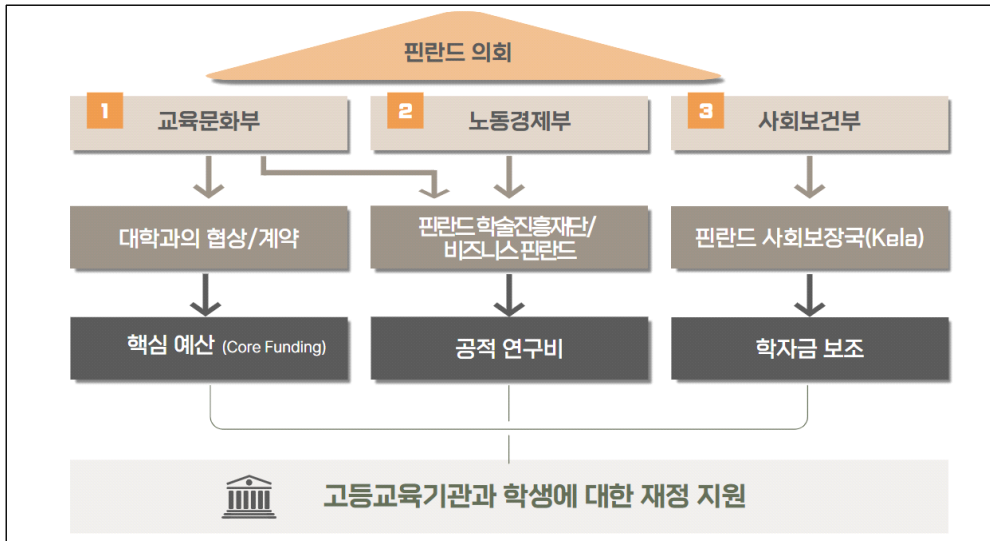 핀란드 의회
1 교육문화부
2 노동경제부
3 사회보건부
대학과의 협상/계약
핀란드 학술진흥재단/
비즈니스 핀란드
핀란드 사회보장국(Kela)
핵심 예산 (Core Funding)
공적 연구비
학자금 보조
고등교육기관과 학생에 대한 재정 지원